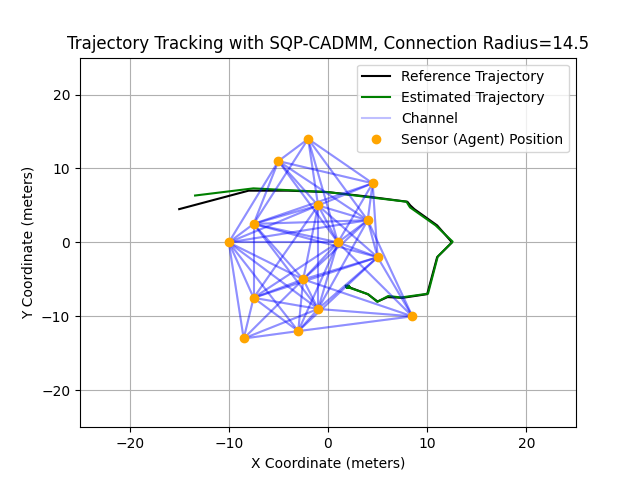 Trajectory Tracking with SQP-CADMM, Connection Radius=14.5
Reference Trajectory
Estimated Trajectory
Channel
Sensor (Agent) Position
20
10
0
−10
−20
Y Coordinate (meters)
−20
−10
0
10
20
X Coordinate (meters)